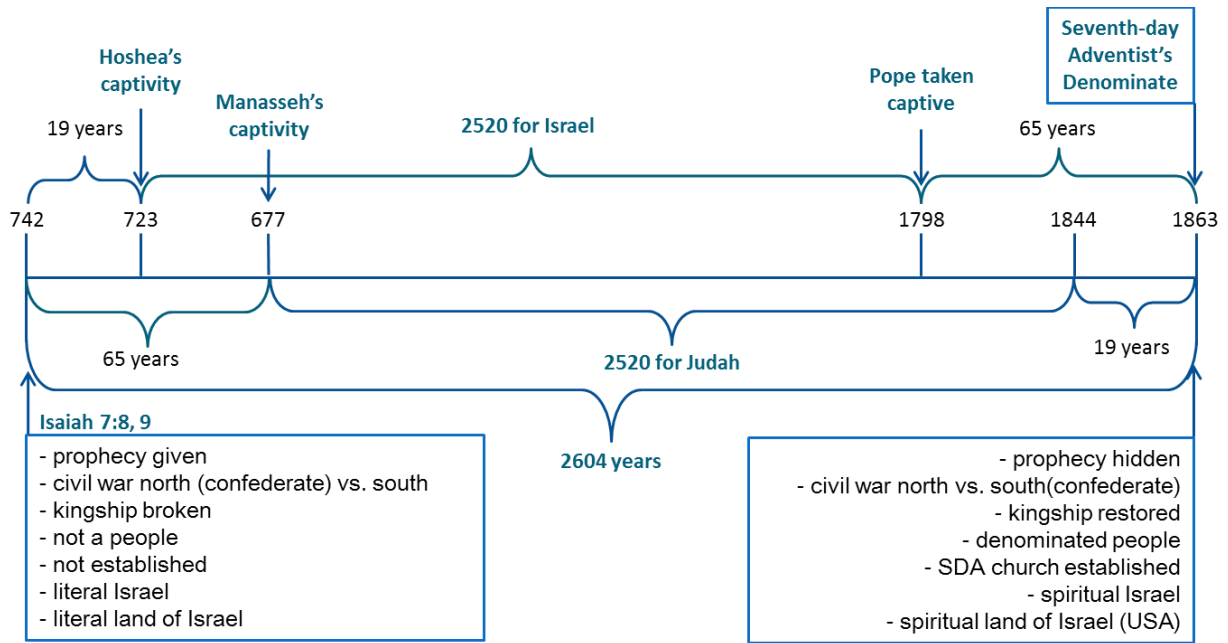 Seventh-day
Adventist's
Denominate
Hoshea's
captivity
Manasseh's
captivity
Pope taken
captive
19 years
2520 for Israel
65 years
742
723
677
1798
1844
1863
65 years
2520 for Judah
19 years
2604 years
Isaiah 7:8, 9
- prophecy given
- civil war north (confederate) vs. south
- kingship broken
- not a people
- not established
- literal Israel
- literal land of Israel
- prophecy hidden
- civil war north vs. south(confederate)
- kingship restored
- denominated people
- SDA church established
- spiritual Israel
- spiritual land of Israel (USA)